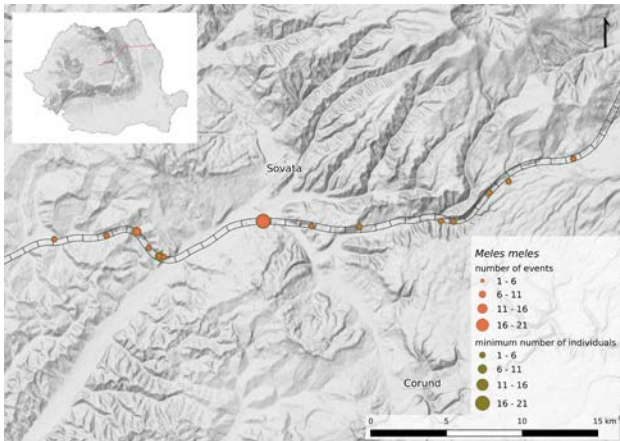 Sovata
Meles meles
number of events
1 - 6
6 - 11
11 - 16
16 - 21
minimum number of individuals
1 - 6
6 - 11
11 - 16
16 - 21
Corund
0 5 10 15 km